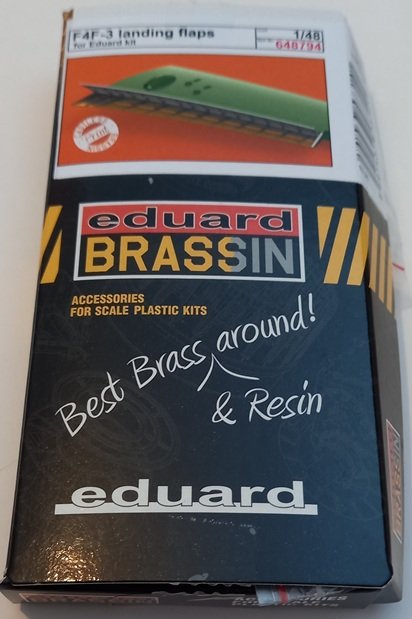 F4F-3 landing flaps
for Eduard kit
1/48
648794
eduard
BRASSIN
ACCESSORIES
FOR SCALE PLASTIC KITS
Best Brass around!
& Resin
eduard
BRASSIN